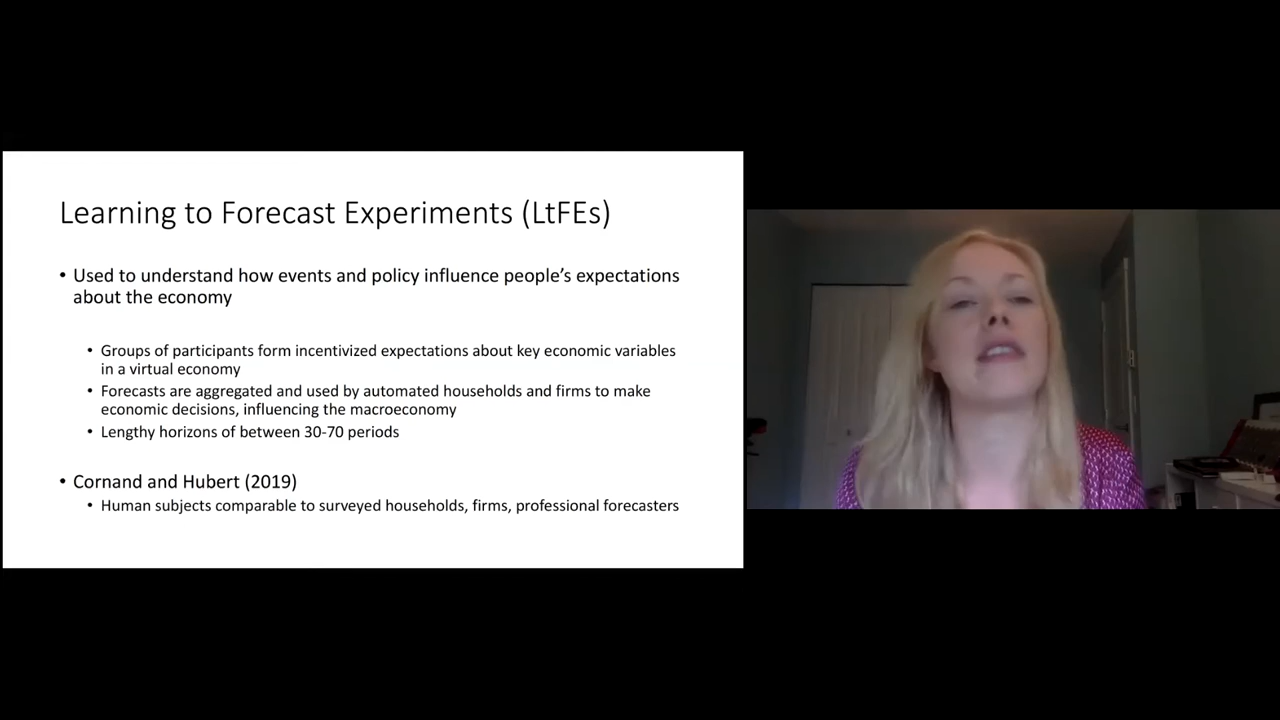 Learning to Forecast Experiments (LtFEs)
• Used to understand how events and policy influence people’s expectations
about the economy
• Groups of participants form incentivized expectations about key economic variables
in a virtual economy
• Forecasts are aggregated and used by automated households and firms to make
economic decisions, influencing the macroeconomy
• Lengthy horizons of between 30-70 periods
• Cornand and Hubert (2019)
• Human subjects comparable to surveyed households, firms, professional forecasters